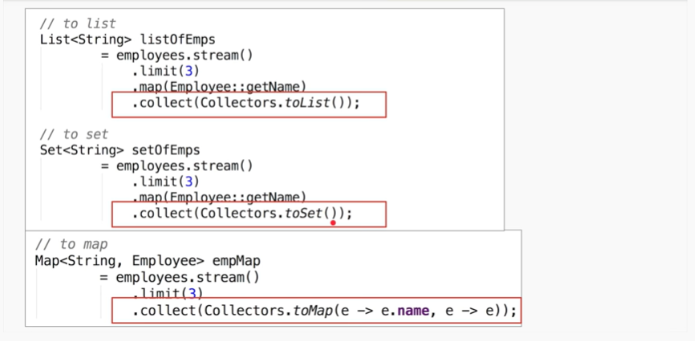 // to list
List<String> listOfEmps
= employees.stream()
.limit(3)
.map(Employee::getName)
.collect(Collectors.toList());
// to set
Set<String> setOfEmps
= employees.stream()
.limit(3)
.map(Employee::getName)
.collect(Collectors.toSet());
// to map
Map<String, Employee> empMap
= employees.stream()
.limit(3)
.collect(Collectors.toMap(e -> e.name, e -> e));